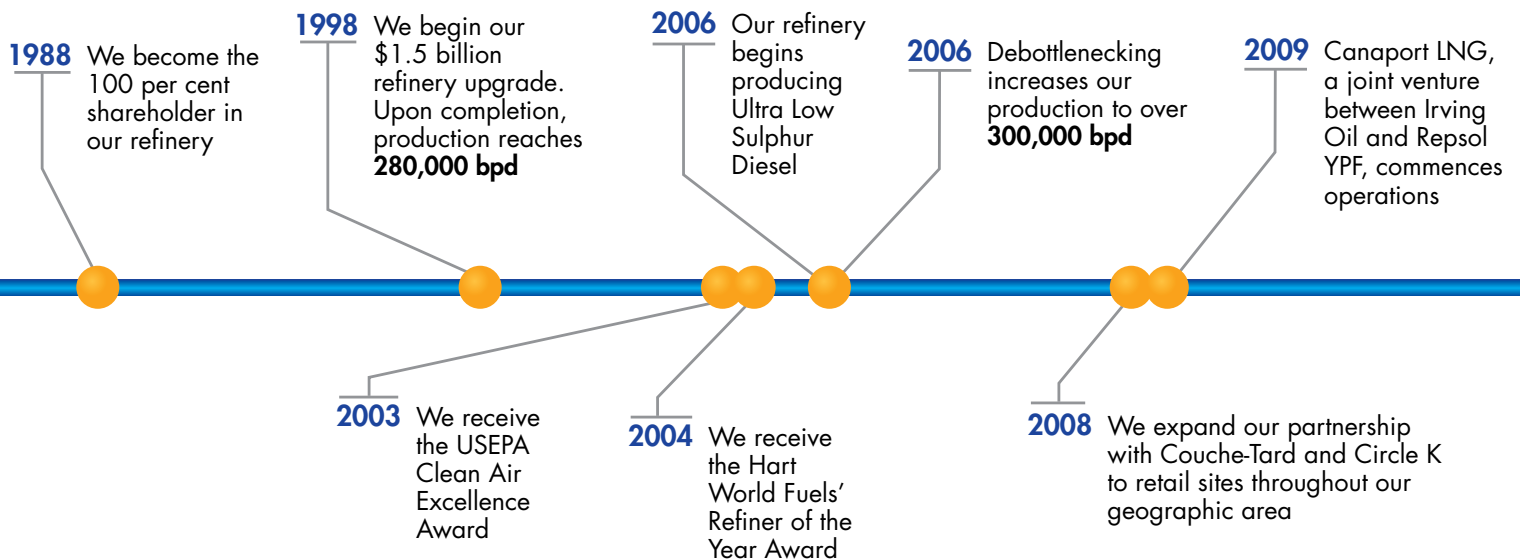 1988
We become the
100 per cent
shareholder in
our refinery
1998
We begin our
$1.5 billion
refinery upgrade.
Upon completion,
production reaches
280,000 bpd
2003
We receive
the USEPA
Clean Air
Excellence
Award
2004
We receive
the Hart
World Fuels’
Refiner of the
Year Award
2006
Our refinery
begins
producing
Ultra Low
Sulphur
Diesel
2006
Debottlenecking
increases our
production to over
300,000 bpd
2008
We expand our partnership
with Couche-Tard and Circle K
to retail sites throughout our
geographic area
2009
Canaport LNG,
a joint venture
between Irving
Oil and Repsol
YPF, commences
operations